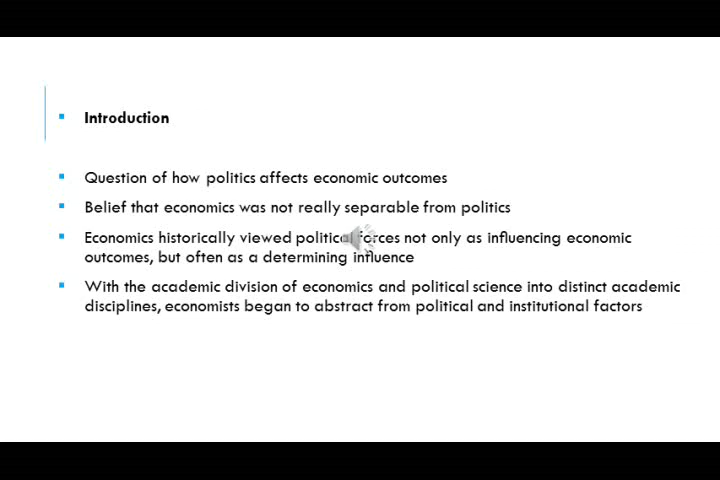 Introduction
Question of how politics affects economic outcomes
Belief that economics was not really separable from politics
Economics historically viewed political forces not only as influencing economic
outcomes, but often as a determining influence
With the academic division of economics and political science into distinct academic
disciplines, economists began to abstract from political and institutional factors